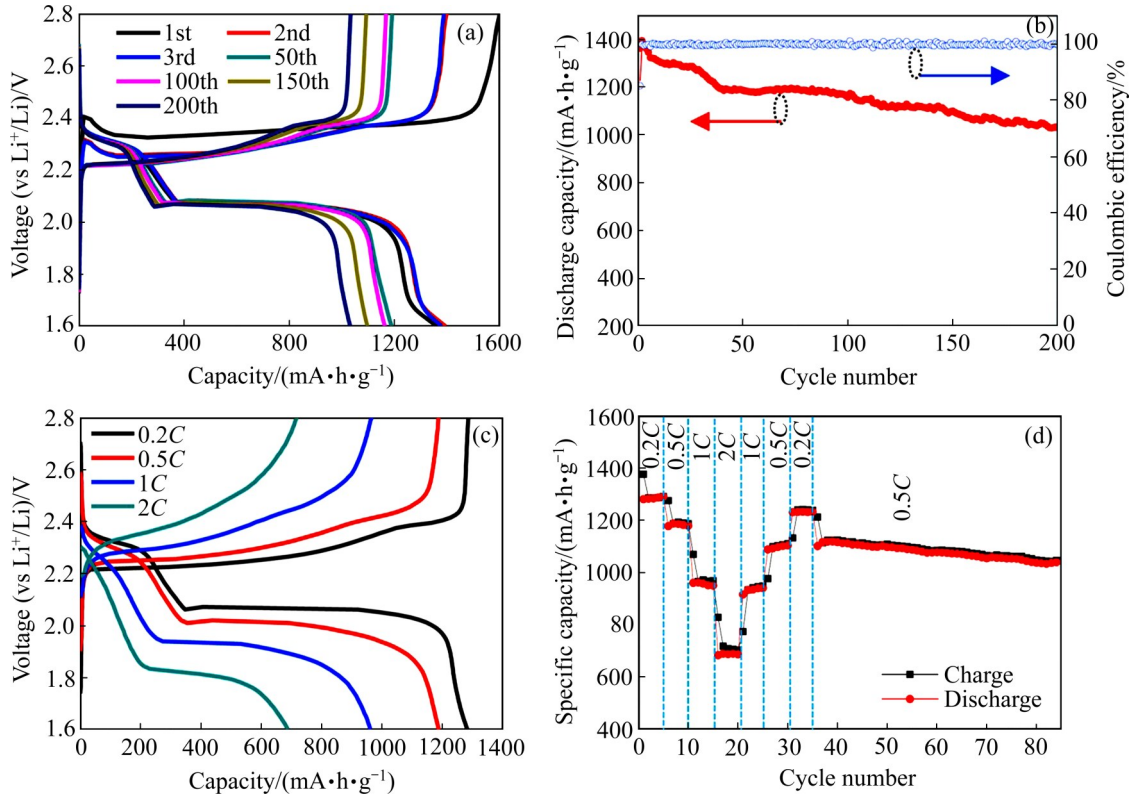 (a)
1st
2nd
3rd
50th
100th
150th
200th
2.8
2.6
2.4
2.2
2.0
1.8
1.6
Voltage (vs Li⁺/Li)/V
0
400
800
1200
1600
Capacity/(mA·h·g⁻¹)
(b)
1400
1200
1000
800
600
400
200
Discharge capacity/(mA·h·g⁻¹)
100
80
60
40
20
0
Coulombic efficiency/%
0
50
100
150
200
Cycle number
(c)
0.2C
0.5C
1C
2C
2.8
2.6
2.4
2.2
2.0
1.8
1.6
Voltage (vs Li⁺/Li)/V
0
200
400
600
800
1000
1200
1400
Capacity/(mA·h·g⁻¹)
(d)
0.2C
0.5C
1C
2C
1C
0.5C
0.2C
0.5C
1600
1400
1200
1000
800
600
400
Specific capacity/(mA·h·g⁻¹)
Charge
Discharge
0
10
20
30
40
50
60
70
80
Cycle number